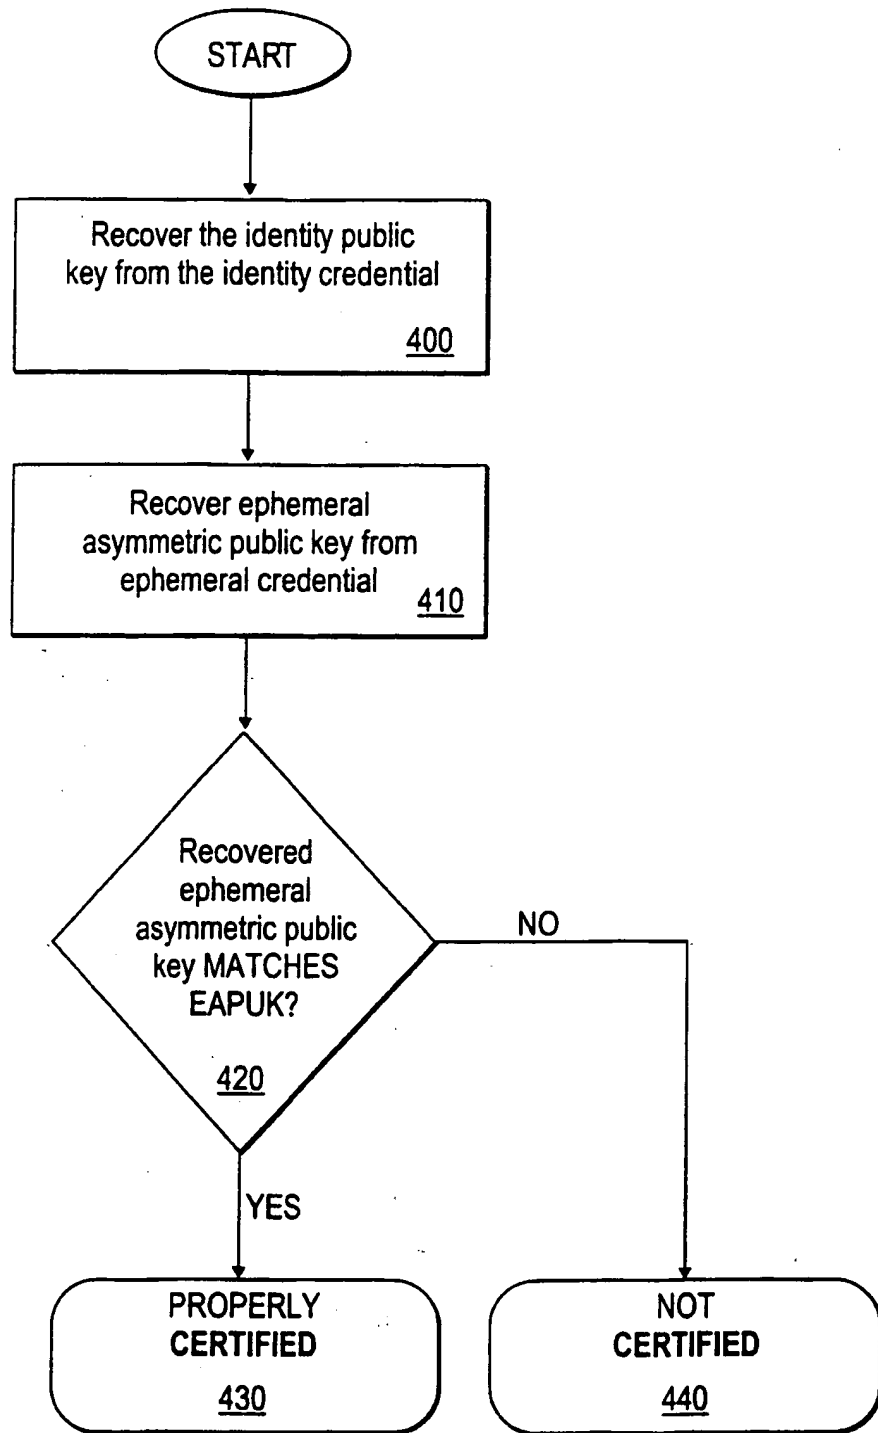 START
Recover the identity public
key from the identity credential
400
Recover ephemeral
asymmetric public key from
ephemeral credential
410
Recovered
ephemeral
asymmetric public
key MATCHES
EAPUK?
420
NO
YES
PROPERLY
CERTIFIED
430
NOT
CERTIFIED
440